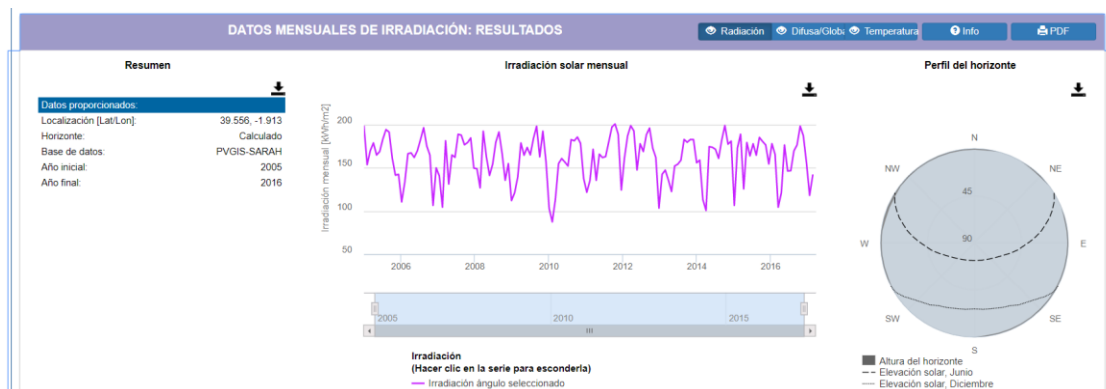 DATOS MENSUALES DE IRRADIACIÓN: RESULTADOS
Radiación
Difusa/Globa
Temperatura
Info
PDF
Resumen
Datos proporcionados:
Localización [Lat/Lon]: 39.556, -1.913
Horizonte: Calculado
Base de datos: PVGIS-SARAH
Año inicial: 2005
Año final: 2016
Irradiación solar mensual
Irradiación mensual [kWh/m2]
200
150
100
50
2006 2008 2010 2012 2014 2016
2005 2010 2015
Irradiación
(Hacer clic en la serie para esconderla)
Irradiación ángulo seleccionado
Perfil del horizonte
N
NW NE
45
W 90 E
SW SE
S
Altura del horizonte
Elevación solar, Junio
Elevación solar, Diciembre